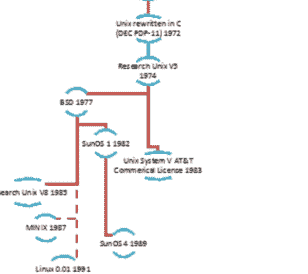 Unix rewritten in C
(DEC PDP-11) 1972
Research Unix V5
1974
BSD 1977
SunOS 1 1982
Unix System V AT&T
Commerical License 1983
earch Unix V8 1985
MINIX 1987
SunOS 4 1989
Linux 0.01 1991